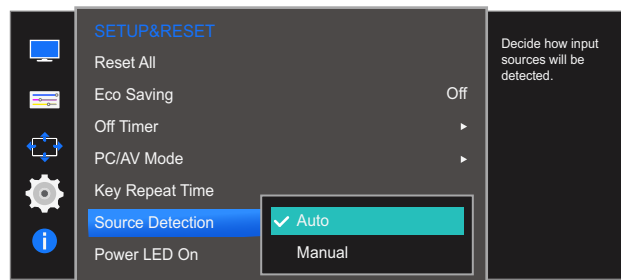 SETUP&RESET
Reset All
Eco Saving Off
Off Timer
PC/AV Mode
Key Repeat Time
Source Detection
Auto
Power LED On
Manual
Decide how input
sources will be
detected.